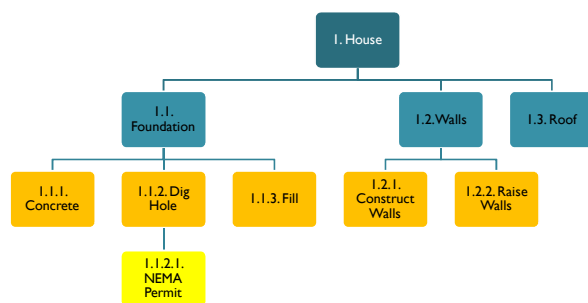 1. House
1.1.
Foundation
1.2. Walls
1.3. Roof
1.1.1.
Concrete
1.1.2. Dig
Hole
1.1.3. Fill
1.2.1.
Construct
Walls
1.2.2. Raise
Walls
1.1.2.1.
NEMA
Permit